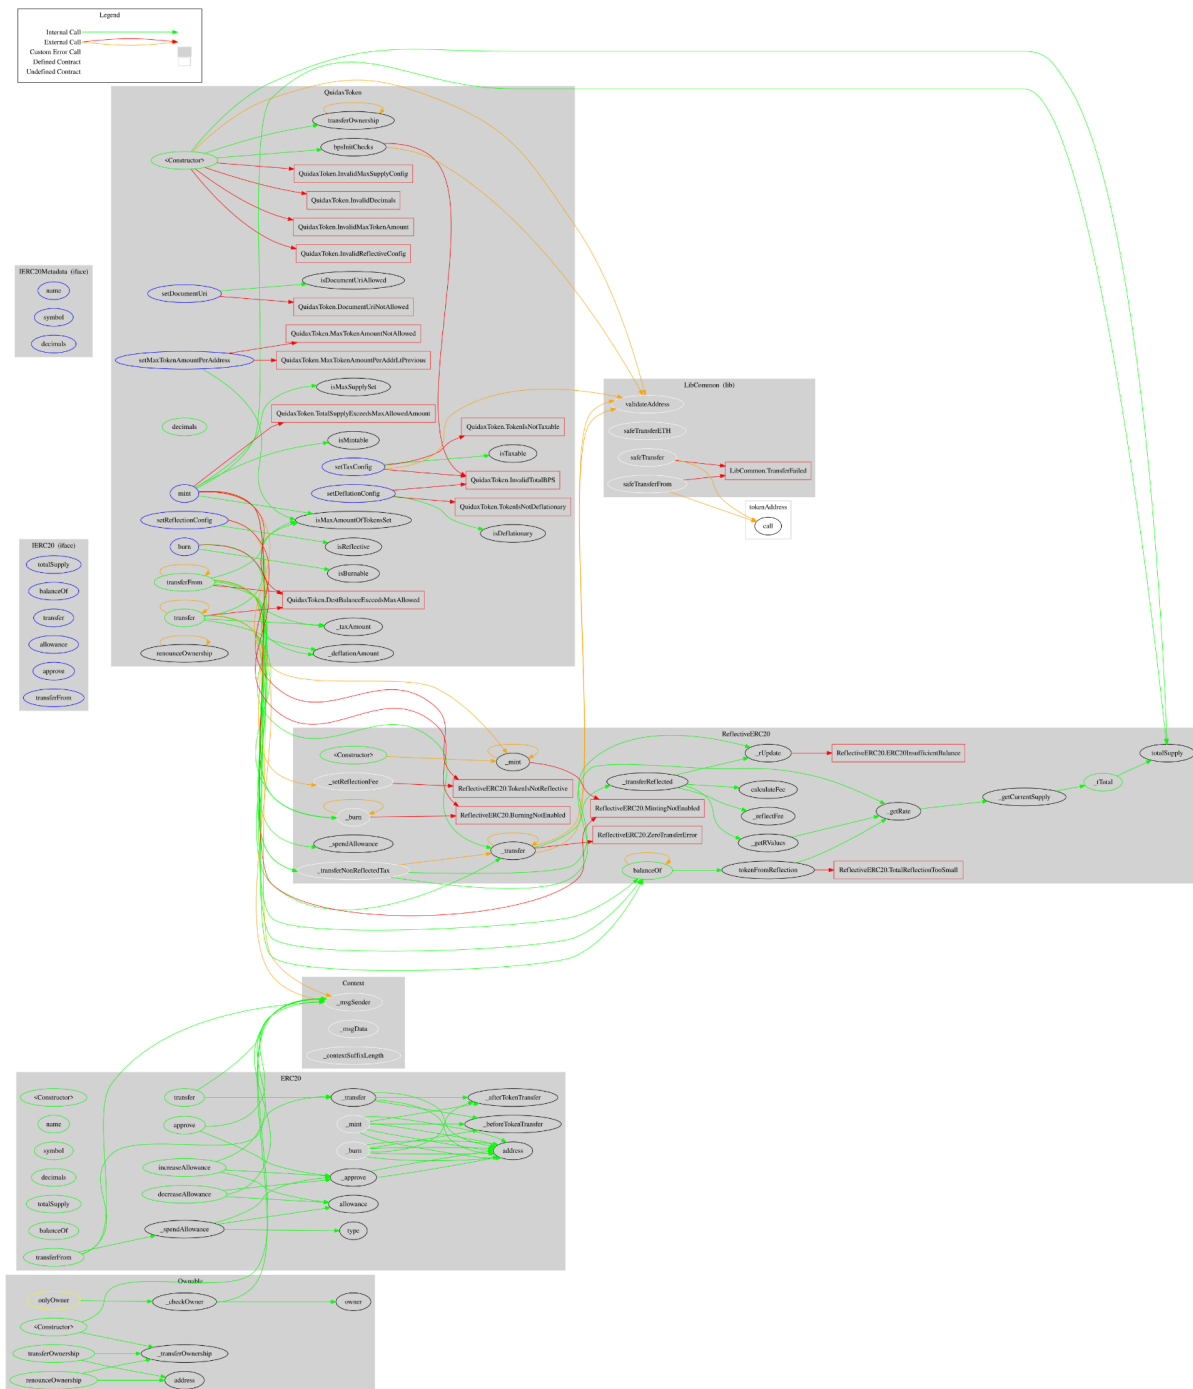 Legend
Internal Call
External Call
Custom Error Call
Defined Contract
Undefined Contract
QuidaxToken
transferOwnership
bpsInitChecks
<Constructor>
QuidaxToken.InvalidMaxSupplyConfig
QuidaxToken.InvalidDecimals
QuidaxToken.InvalidMaxTokenAmount
QuidaxToken.InvalidReflectiveConfig
isDocumentUriAllowed
setDocumentUri
QuidaxToken.DocumentUriNotAllowed
QuidaxToken.MaxTokenAmountNotAllowed
setMaxTokenAmountPerAddress
QuidaxToken.MaxTokenAmountPerAddrLtPrevious
isMaxSupplySet
QuidaxToken.TotalSupplyExceedsMaxAllowedAmount
decimals
isMintable
QuidaxToken.TokenIsNotTaxable
isTaxable
setTaxConfig
QuidaxToken.InvalidTotalBPS
mint
setDeflationConfig
QuidaxToken.TokenIsNotDeflationary
setReflectionConfig
isMaxAmountOfTokensSet
isDeflationary
burn
isReflective
isBurnable
transferFrom
QuidaxToken.DestBalanceExceedsMaxAllowed
transfer
_taxAmount
renounceOwnership
_deflationAmount
IERC20Metadata (iface)
name
symbol
decimals
IERC20 (iface)
totalSupply
balanceOf
transfer
allowance
approve
transferFrom
LibCommon (lib)
validateAddress
safeTransferETH
safeTransfer
safeTransferFrom
LibCommon.TransferFailed
tokenAddress
call
ReflectiveERC20
<Constructor>
_mint
_rUpdate
ReflectiveERC20.ERC20InsufficientBalance
totalSupply
_setReflectionFee
ReflectiveERC20.TokenIsNotReflective
_transferReflected
calculateFee
_rTotal
_getCurrentSupply
_burn
ReflectiveERC20.BurningNotEnabled
ReflectiveERC20.MintingNotEnabled
_reflectFee
_getRate
_spendAllowance
_transfer
ReflectiveERC20.ZeroTransferError
_getRValues
_transferNonReflectedTax
balanceOf
tokenFromReflection
ReflectiveERC20.TotalReflectionTooSmall
Context
_msgSender
_msgData
_contextSuffixLength
ERC20
<Constructor>
transfer
_transfer
_afterTokenTransfer
name
approve
_mint
_beforeTokenTransfer
symbol
_burn
address
decimals
increaseAllowance
_approve
totalSupply
decreaseAllowance
allowance
balanceOf
_spendAllowance
type
transferFrom
Ownable
onlyOwner
_checkOwner
owner
<Constructor>
transferOwnership
_transferOwnership
renounceOwnership
address